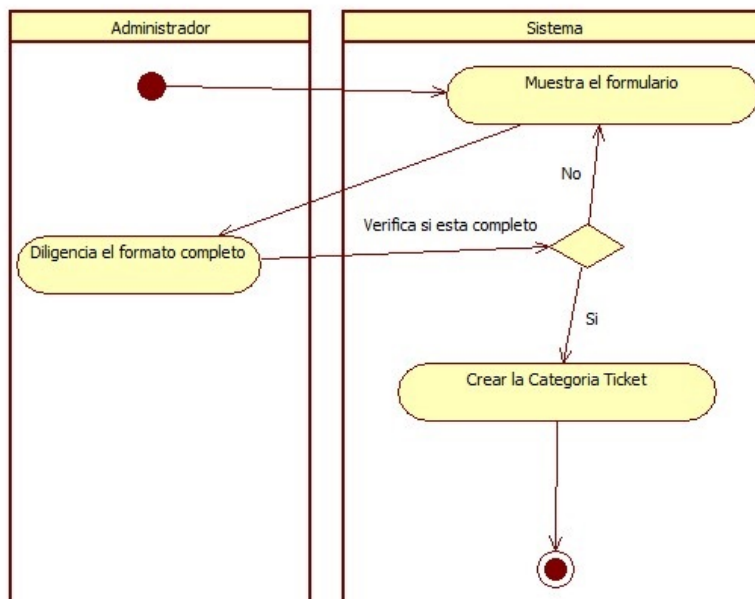 Administrador
Sistema
Muestra el formulario
No
Verifica si esta completo
Diligencia el formato completo
Si
Crear la Categoria Ticket